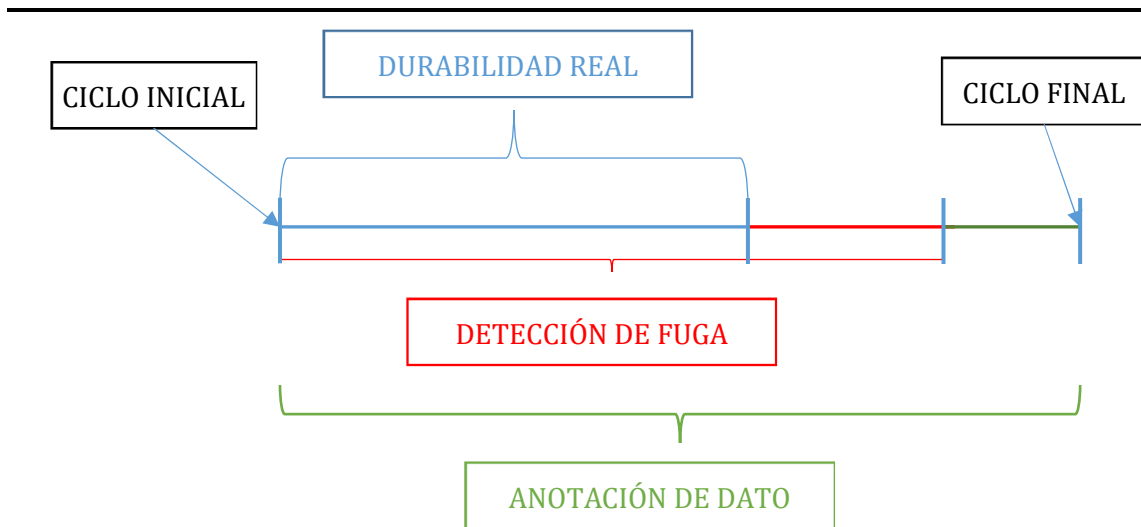 DURABILIDAD REAL
CICLO INICIAL
CICLO FINAL
DETECCIÓN DE FUGA
ANOTACIÓN DE DATO